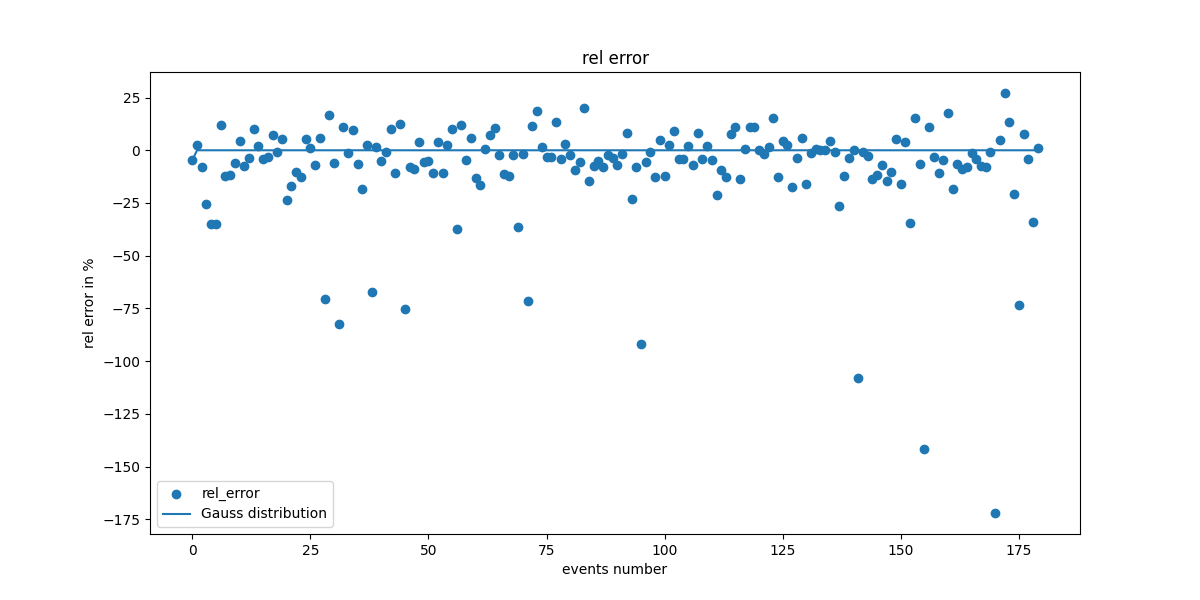 rel error
25
0
−25
−50
−75
−100
−125
−150
−175
rel error in %
rel_error
Gauss distribution
0 25 50 75 100 125 150 175
events number